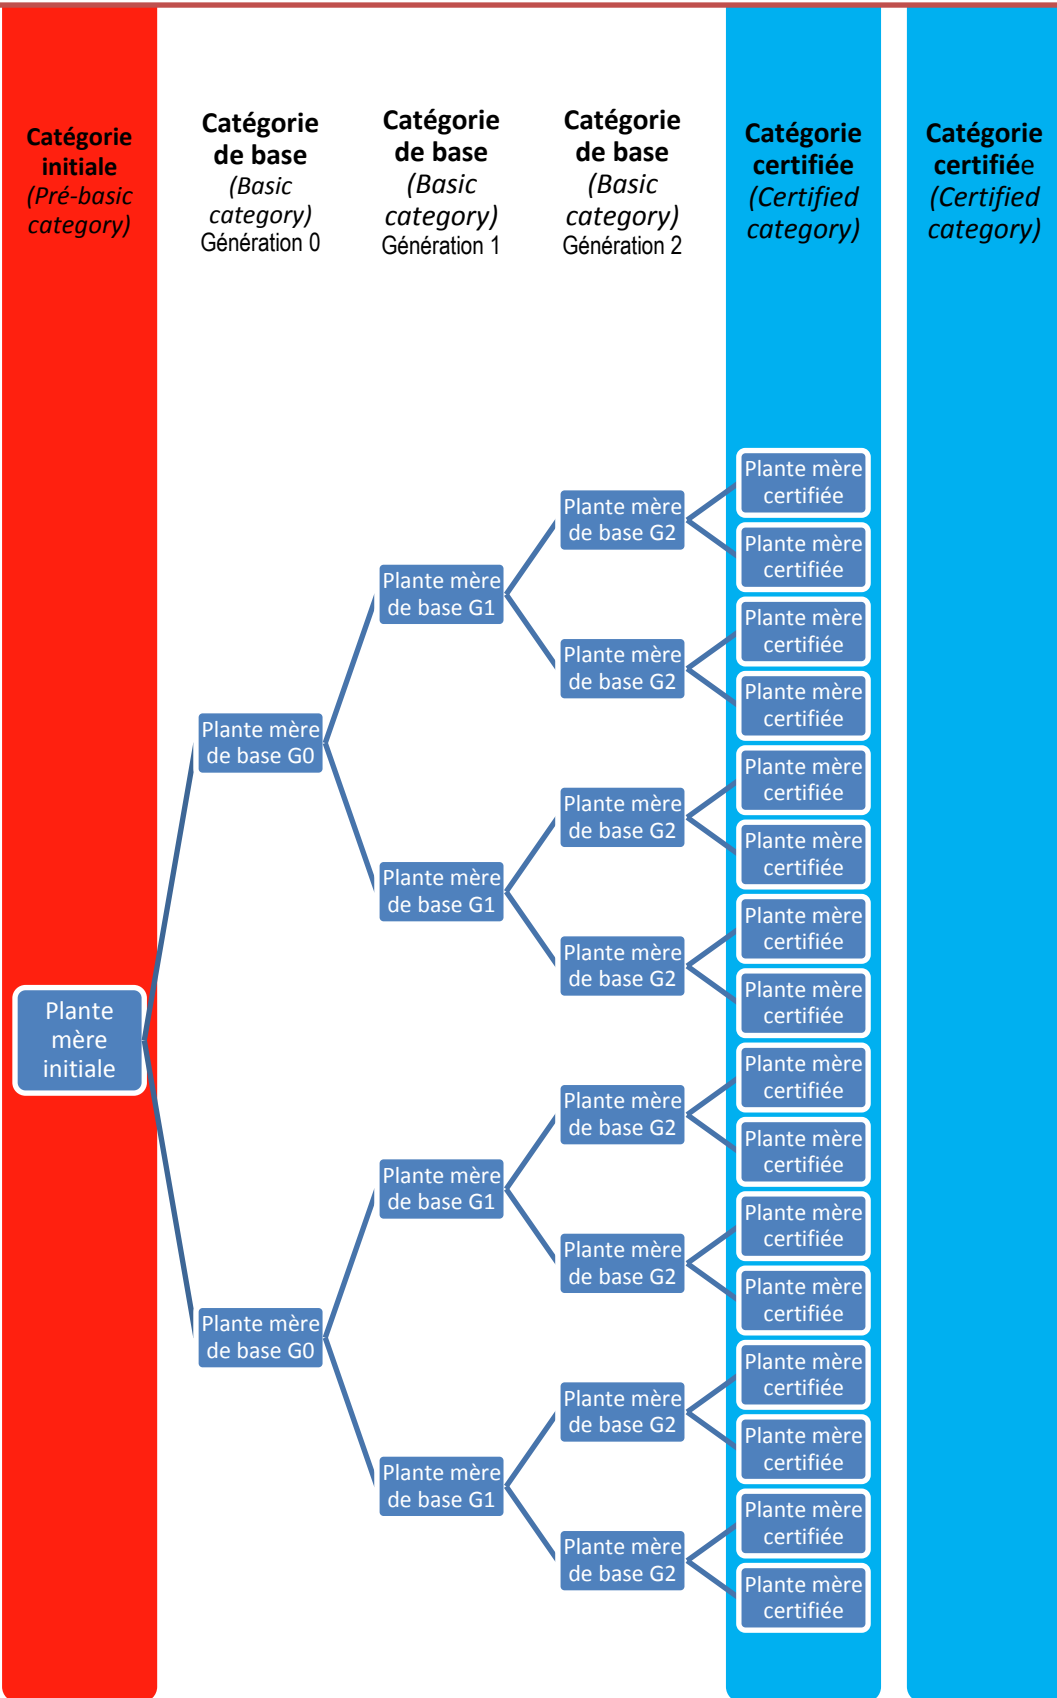 Catégorie
initiale
(Pré-basic
category)
Catégorie
de base
(Basic
category)
Génération 0
Catégorie
de base
(Basic
category)
Génération 1
Catégorie
de base
(Basic
category)
Génération 2
Catégorie
certifiée
(Certified
category)
Catégorie
certifiée
(Certified
category)
Plante
mère
initiale
Plante mère
de base G0
Plante mère
de base G0
Plante mère
de base G1
Plante mère
de base G1
Plante mère
de base G1
Plante mère
de base G1
Plante mère
de base G2
Plante mère
de base G2
Plante mère
de base G2
Plante mère
de base G2
Plante mère
de base G2
Plante mère
de base G2
Plante mère
de base G2
Plante mère
de base G2
Plante mère
certifiée
Plante mère
certifiée
Plante mère
certifiée
Plante mère
certifiée
Plante mère
certifiée
Plante mère
certifiée
Plante mère
certifiée
Plante mère
certifiée
Plante mère
certifiée
Plante mère
certifiée
Plante mère
certifiée
Plante mère
certifiée
Plante mère
certifiée
Plante mère
certifiée
Plante mère
certifiée
Plante mère
certifiée